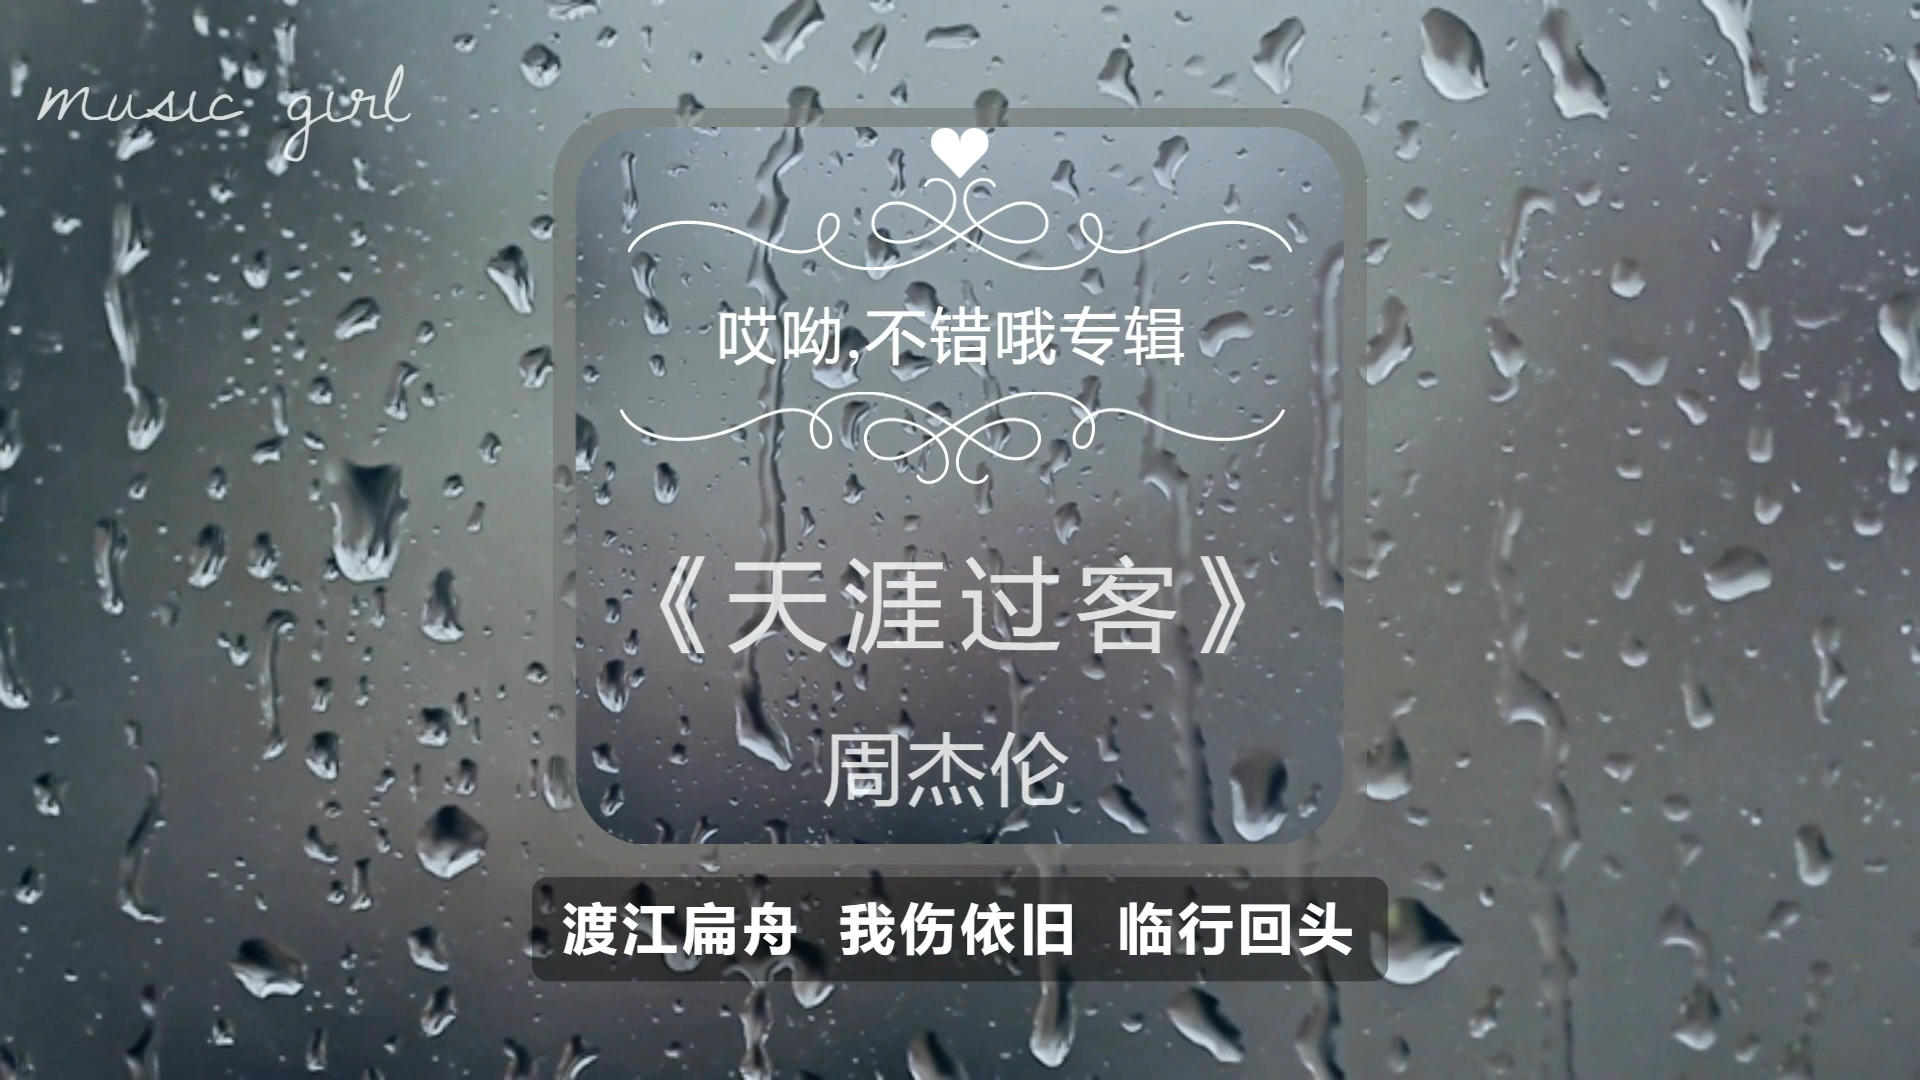 music girl
哎呦,不错哦专辑
《天涯过客》
周杰伦
渡江扁舟 我伤依旧 临行回头